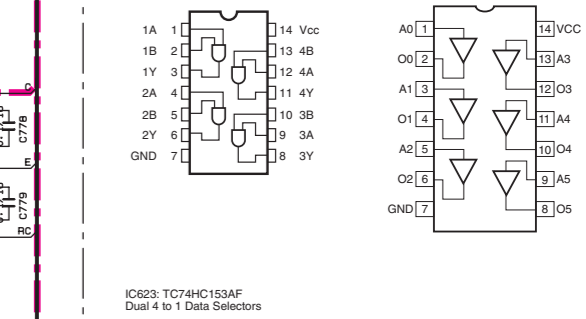 1A 1 14 Vcc
1B 2 13 4B
1Y 3 12 4A
2A 4 11 4Y
2B 5 10 3B
2Y 6 9 3A
GND 7 8 3Y
A0 1 14 VCC
O0 2 13 A3
A1 3 12 O3
O1 4 11 A4
A2 5 10 O4
O2 6 9 A5
GND 7 8 O5
C
C778
E
C779
RC
IC623: TC74HC153AF
Dual 4 to 1 Data Selectors